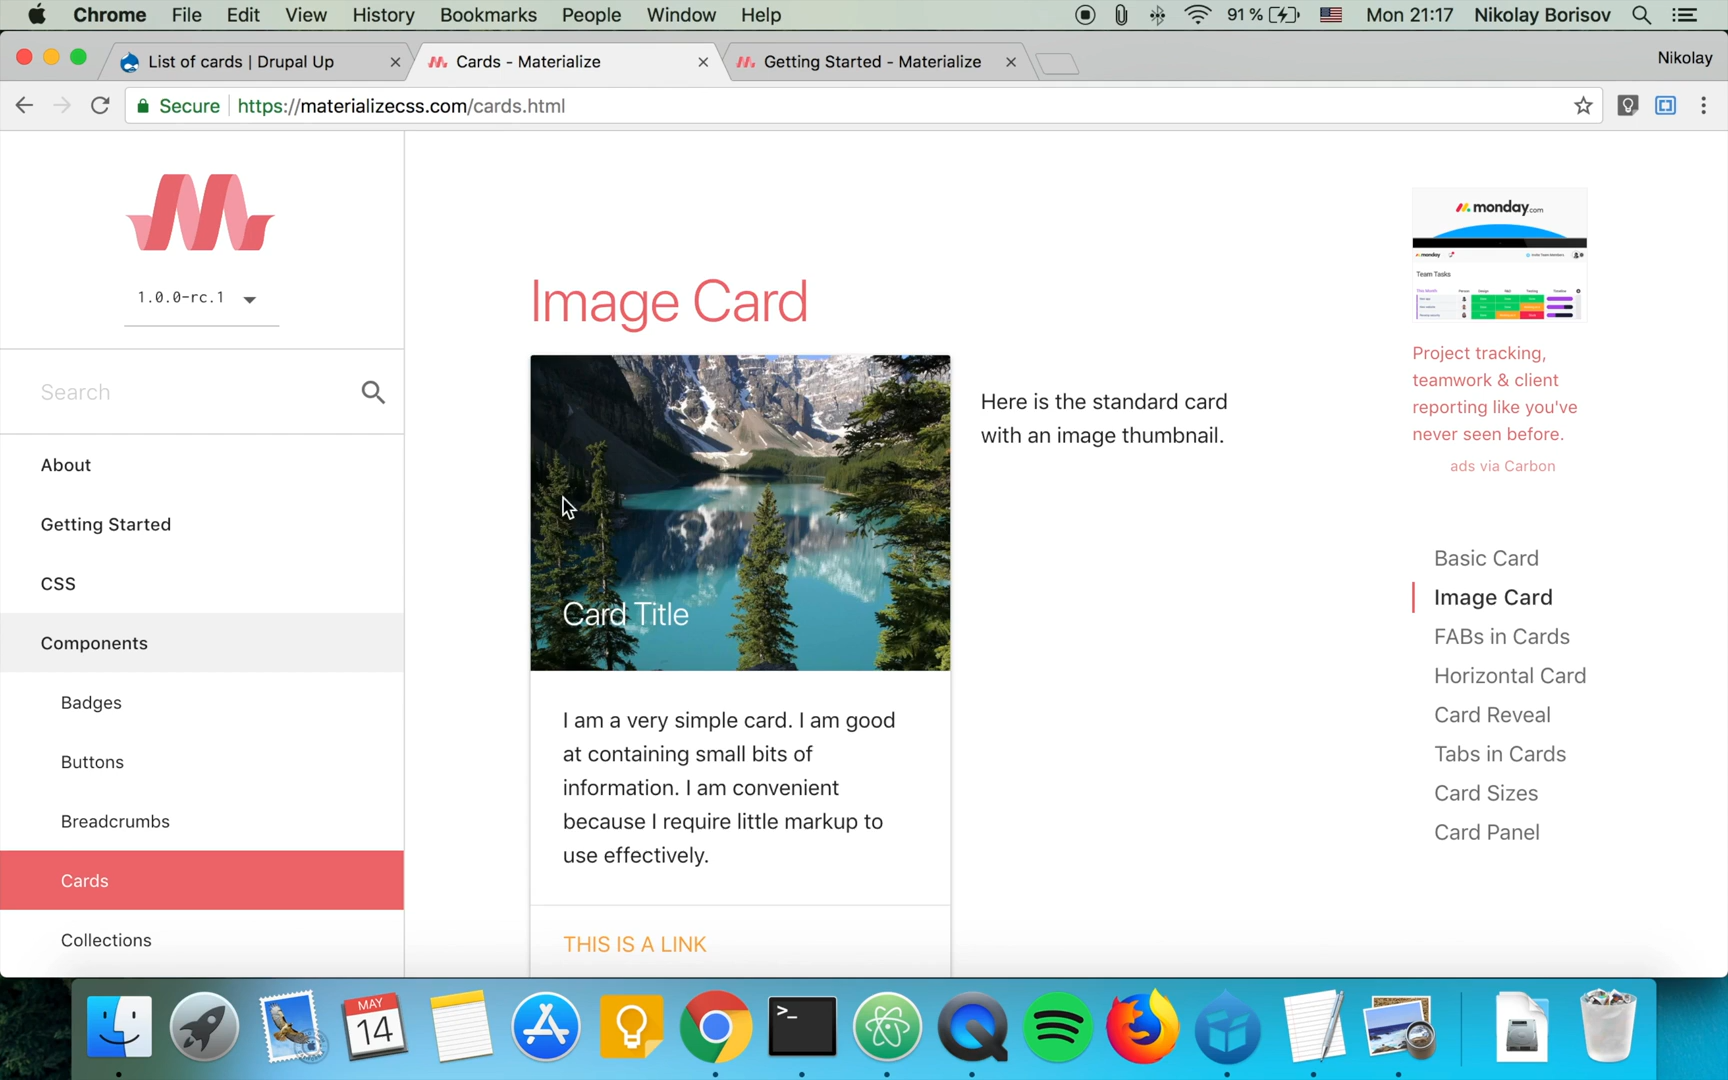 Chrome File Edit View History Bookmarks People Window Help 91 % Mon 21:17 Nikolay Borisov
List of cards | Drupal Up
Cards - Materialize
Getting Started - Materialize
Nikolay
Secure https://materializecss.com/cards.html
1.0.0-rc.1
Search
About
Getting Started
CSS
Components
Badges
Buttons
Breadcrumbs
Cards
Collections
Image Card
Card Title
I am a very simple card. I am good
at containing small bits of
information. I am convenient
because I require little markup to
use effectively.
THIS IS A LINK
Here is the standard card
with an image thumbnail.
monday.com
monday
Team Tasks
Project tracking,
teamwork & client
reporting like you've
never seen before.
ads via Carbon
Basic Card
Image Card
FABs in Cards
Horizontal Card
Card Reveal
Tabs in Cards
Card Sizes
Card Panel
MAY
14